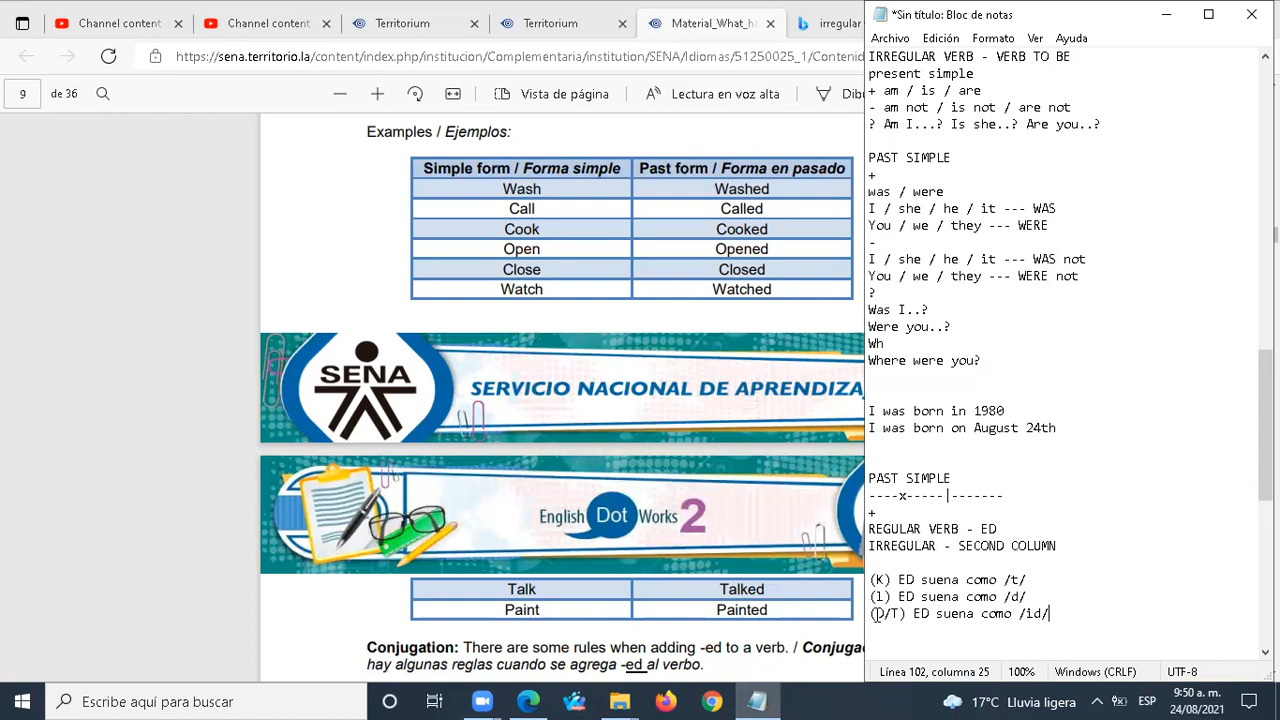 Channel content
Channel content
Territorium
Territorium
Material_What_ha
irregular
https://sena.territorio.la/content/index.php/institucion/Complementaria/institution/SENA/Idiomas/51250025_1/Contenid
9 de 36
Vista de página
Lectura en voz alta
Dibu
Examples / Ejemplos:
Simple form / Forma simple Past form / Forma en pasado
Wash Washed
Call Called
Cook Cooked
Open Opened
Close Closed
Watch Watched
SENA
SERVICIO NACIONAL DE APRENDIZA
English Dot Works 2
Talk Talked
Paint Painted
Conjugation: There are some rules when adding -ed to a verb. / Conjuga
hay algunas reglas cuando se agrega -ed al verbo.
*Sin título: Bloc de notas
Archivo Edición Formato Ver Ayuda
IRREGULAR VERB - VERB TO BE
present simple
+ am / is / are
- am not / is not / are not
? Am I...? Is she..? Are you..?
PAST SIMPLE
+
was / were
I / she / he / it --- WAS
You / we / they --- WERE
-
I / she / he / it --- WAS not
You / we / they --- WERE not
?
Was I..?
Were you..?
Wh
Where were you?
I was born in 1980
I was born on August 24th
PAST SIMPLE
----x-----|-------
+
REGULAR VERB - ED
IRREGULAR - SECOND COLUMN
(K) ED suena como /t/
(l) ED suena como /d/
(D/T) ED suena como /id/
Línea 102, columna 25 100% Windows (CRLF) UTF-8
Escribe aquí para buscar
17°C Lluvia ligera
ESP
9:50 a. m.
24/08/2021